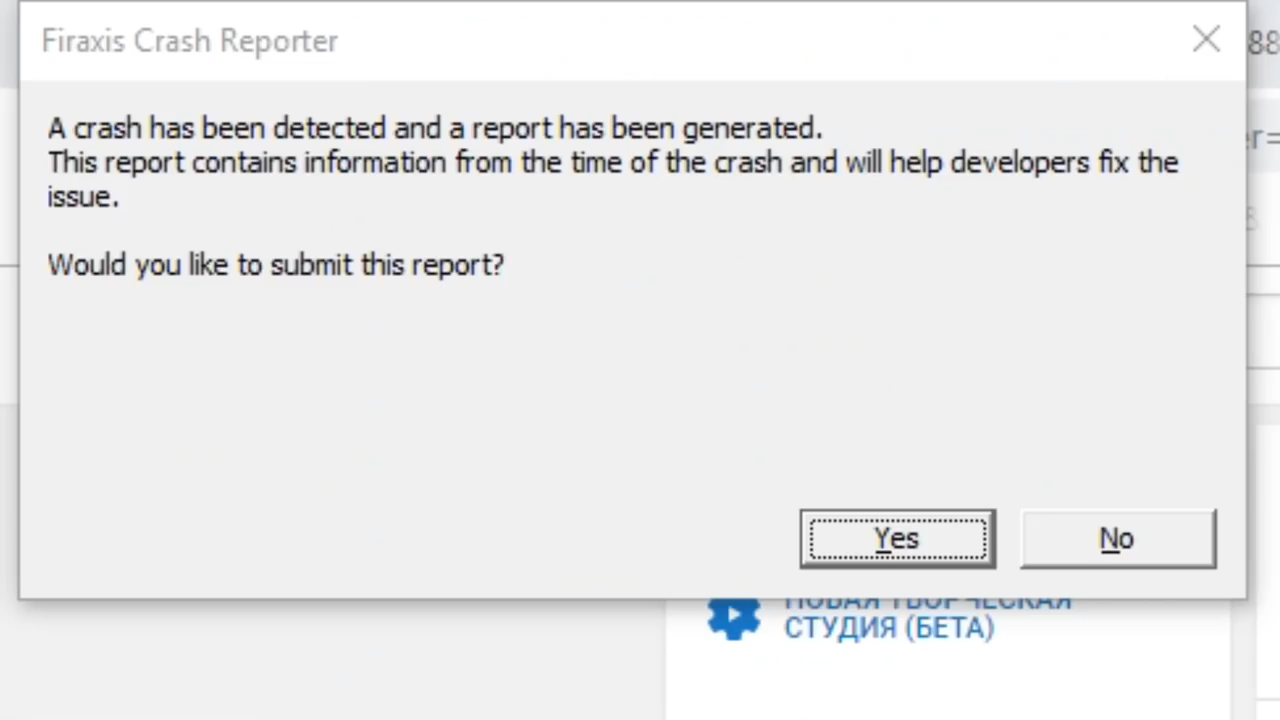 Firaxis Crash Reporter
88
A crash has been detected and a report has been generated.
er=
This report contains information from the time of the crash and will help developers fix the
issue.
Would you like to submit this report?
Yes
No
НОВАЯ ТВОРЧЕСКАЯ
СТУДИЯ (БЕТА)